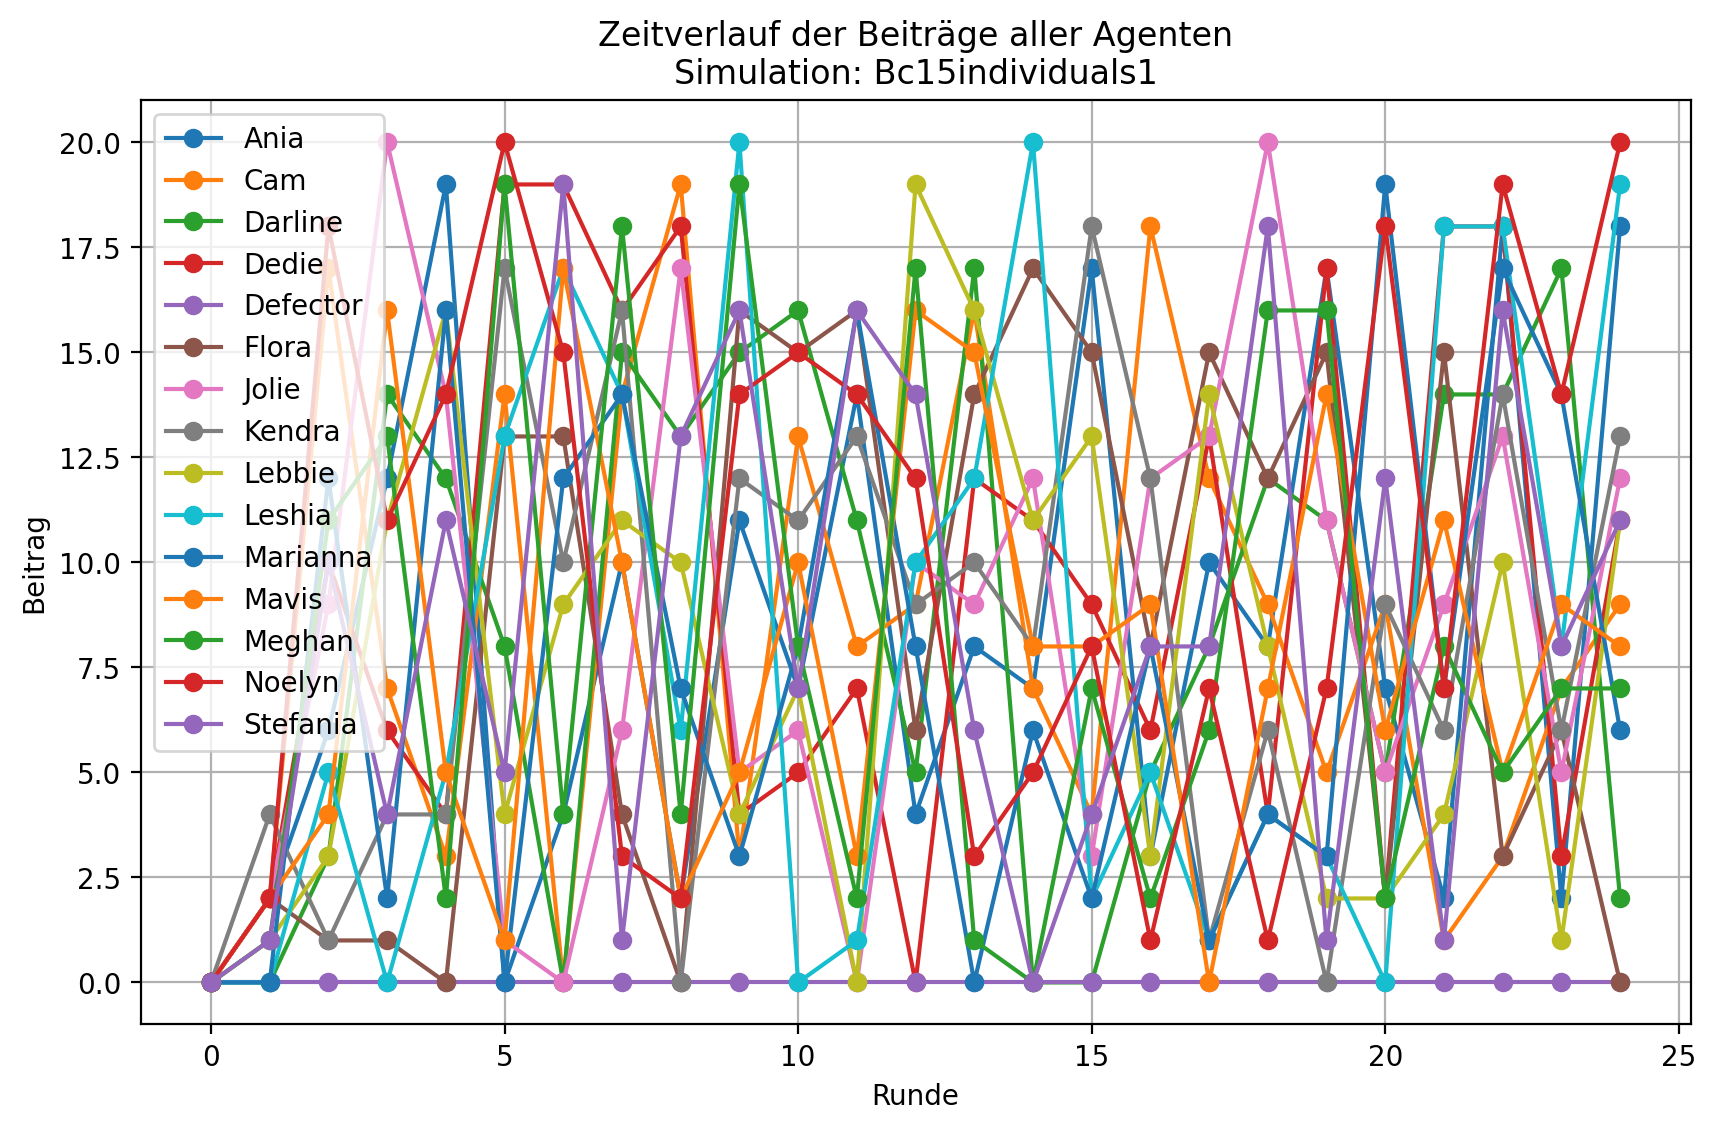 Zeitverlauf der Beiträge aller Agenten
Simulation: Bc15individuals1
Beitrag
20.0
17.5
15.0
12.5
10.0
7.5
5.0
2.5
0.0
Ania
Cam
Darline
Dedie
Defector
Flora
Jolie
Kendra
Lebbie
Leshia
Marianna
Mavis
Meghan
Noelyn
Stefania
0 5 10 15 20 25
Runde